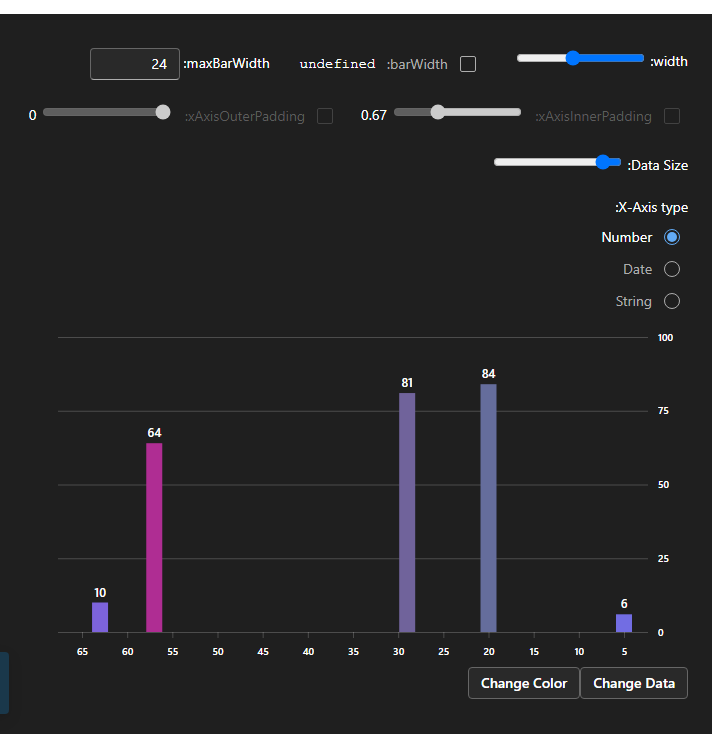 :width
undefined :barWidth
24 :maxBarWidth
:xAxisInnerPadding 0.67
:xAxisOuterPadding 0
:Data Size
:X-Axis type
Number
Date
String
100
75
50
25
0
10
64
81
84
6
65 60 55 50 45 40 35 30 25 20 15 10 5
Change Color Change Data